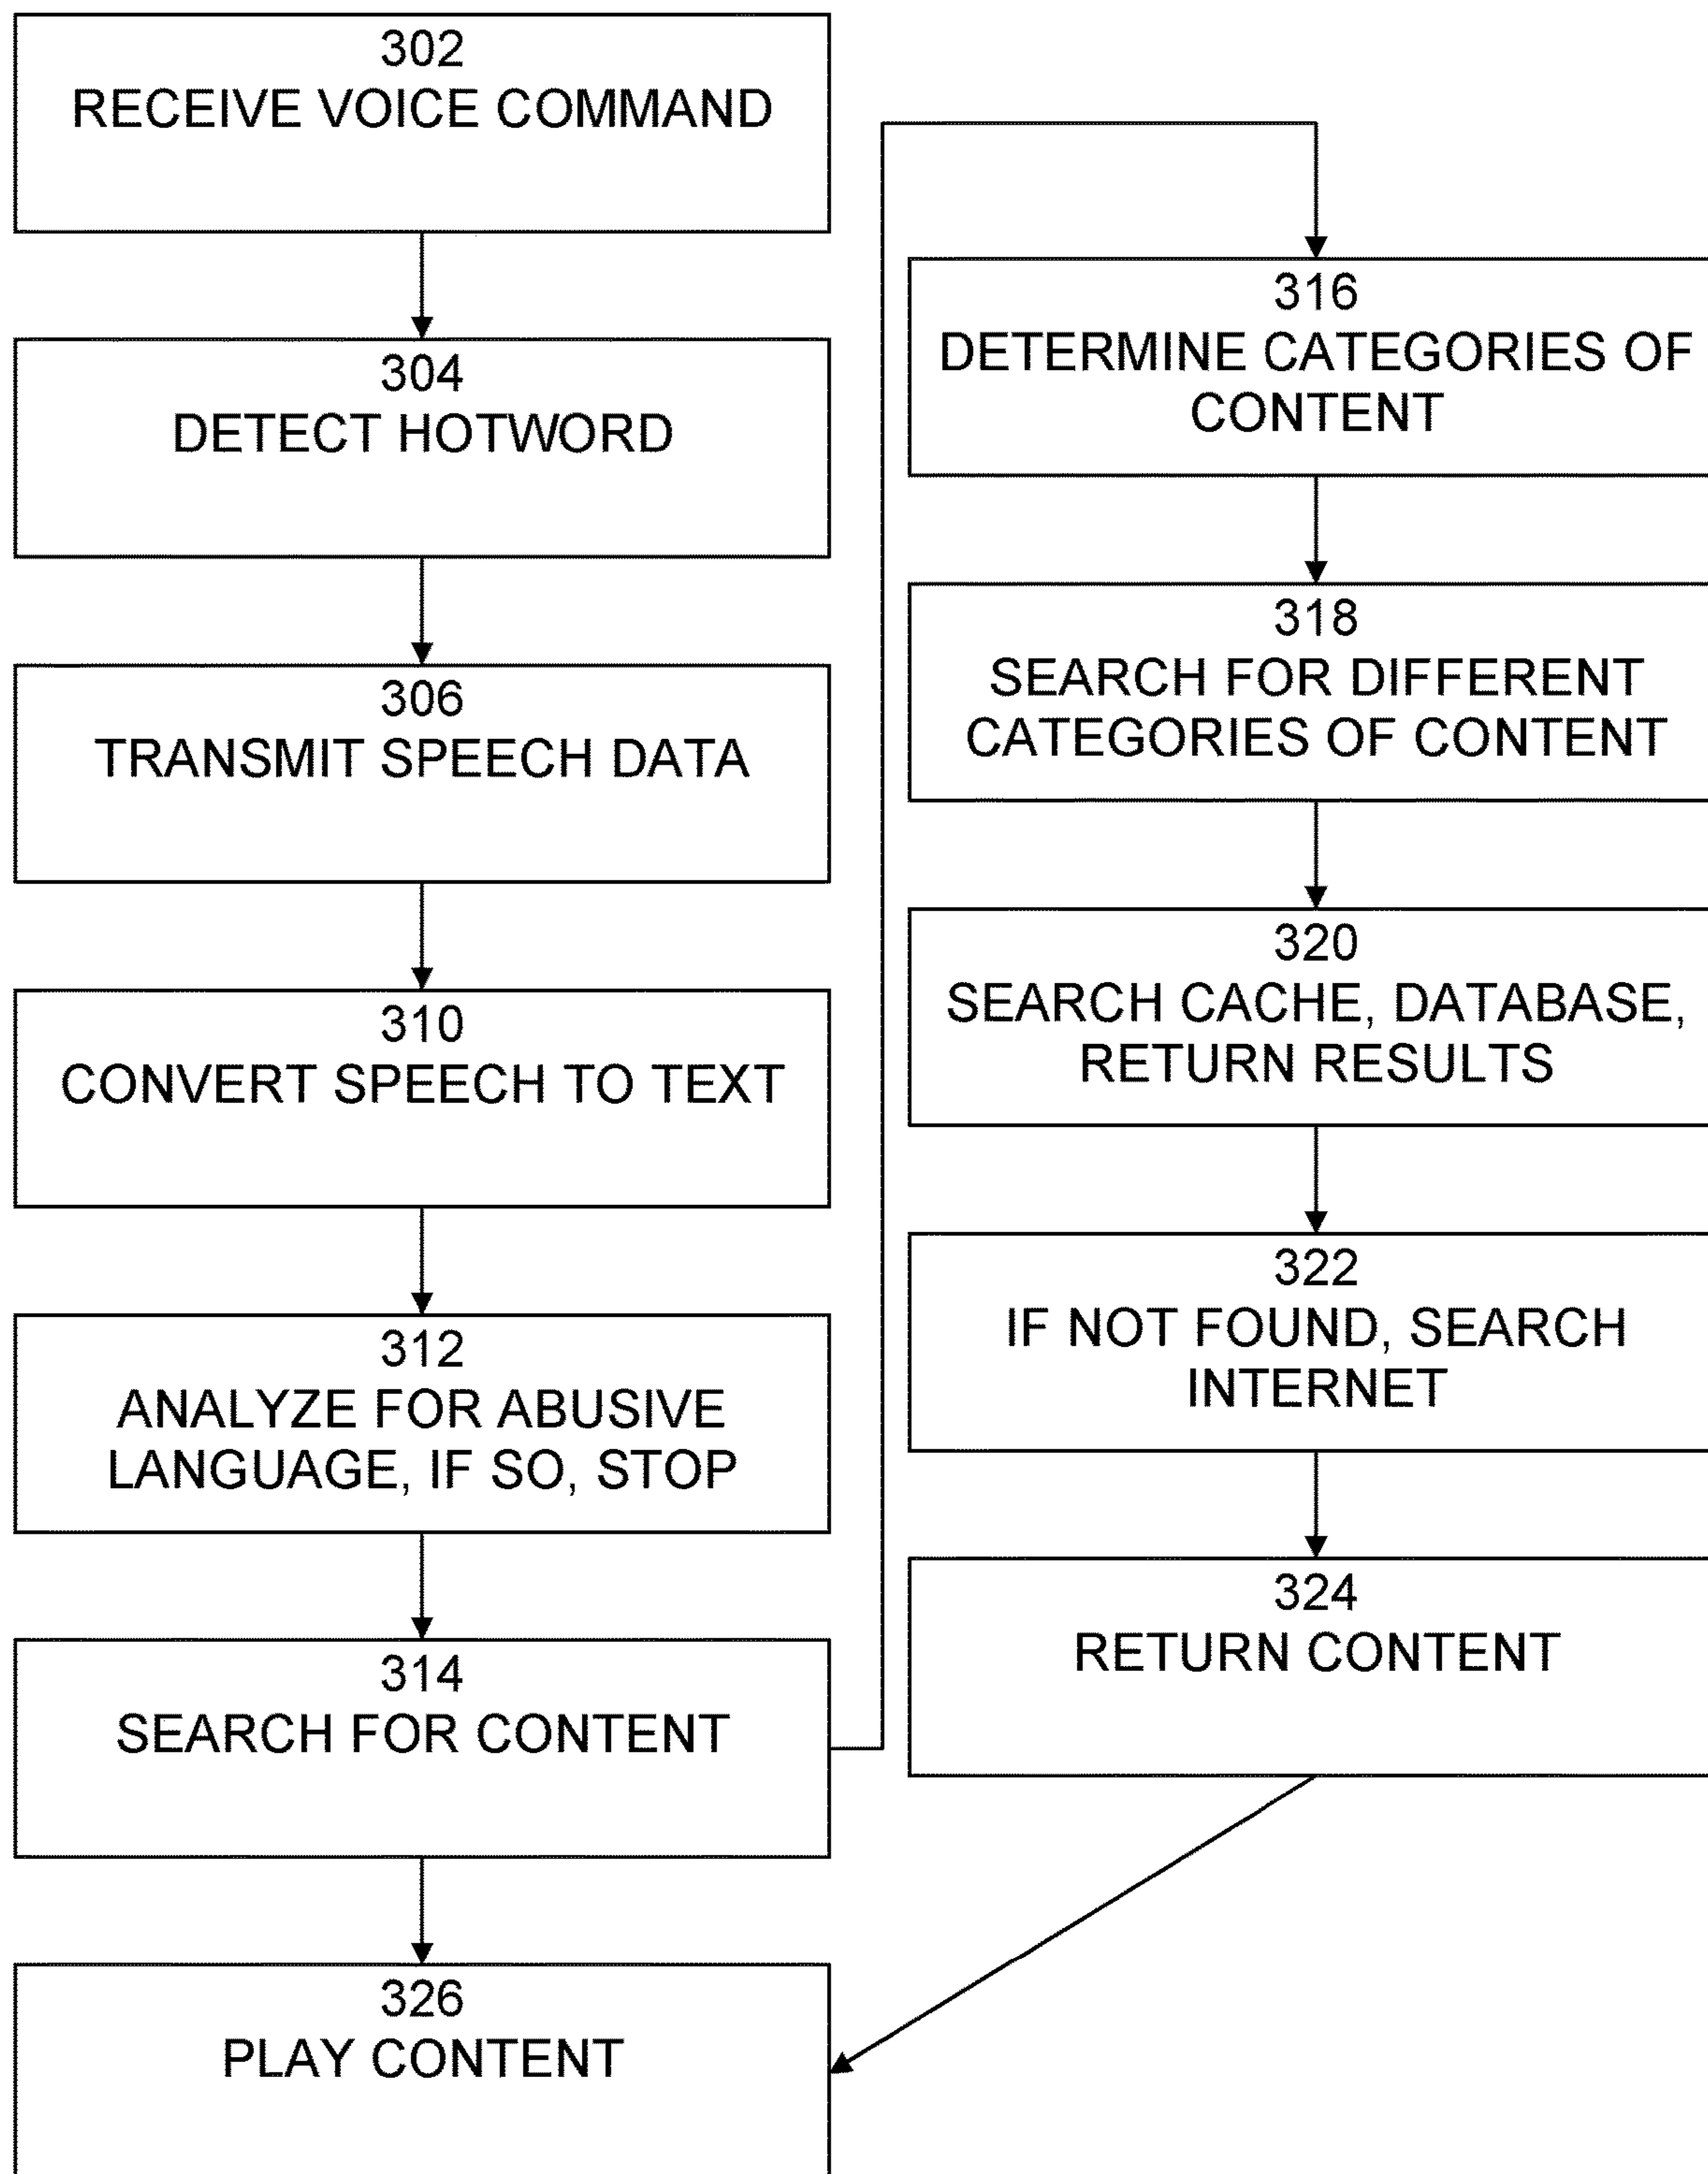 302
RECEIVE VOICE COMMAND
304
DETECT HOTWORD
306
TRANSMIT SPEECH DATA
310
CONVERT SPEECH TO TEXT
312
ANALYZE FOR ABUSIVE
LANGUAGE, IF SO, STOP
314
SEARCH FOR CONTENT
326
PLAY CONTENT
316
DETERMINE CATEGORIES OF
CONTENT
318
SEARCH FOR DIFFERENT
CATEGORIES OF CONTENT
320
SEARCH CACHE, DATABASE,
RETURN RESULTS
322
IF NOT FOUND, SEARCH
INTERNET
324
RETURN CONTENT